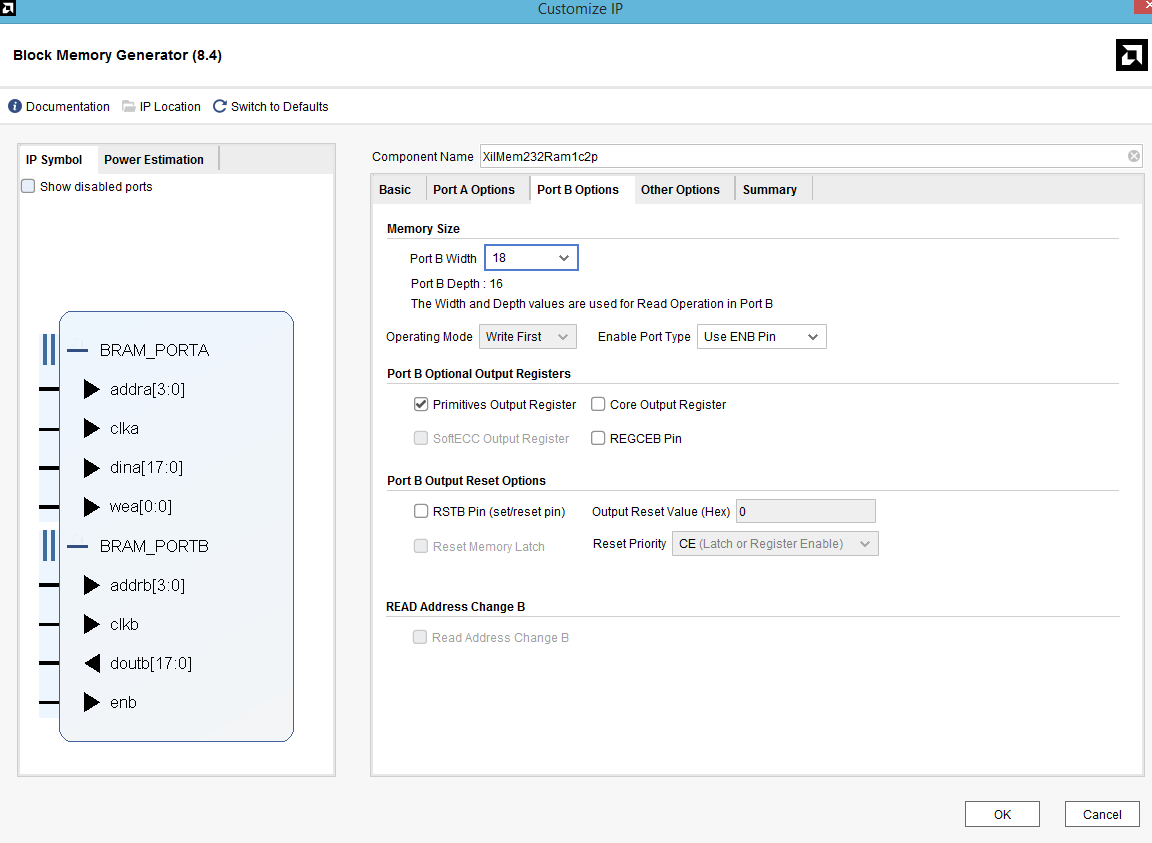 Customize IP
Block Memory Generator (8.4)
Documentation IP Location Switch to Defaults
IP Symbol Power Estimation
Show disabled ports
BRAM_PORTA
addra[3:0]
clka
dina[17:0]
wea[0:0]
BRAM_PORTB
addrb[3:0]
clkb
doutb[17:0]
enb
Component Name XilMem232Ram1c2p
Basic Port A Options Port B Options Other Options Summary
Memory Size
Port B Width 18
Port B Depth : 16
The Width and Depth values are used for Read Operation in Port B
Operating Mode Write First Enable Port Type Use ENB Pin
Port B Optional Output Registers
Primitives Output Register Core Output Register
SoftECC Output Register REGCEB Pin
Port B Output Reset Options
RSTB Pin (set/reset pin) Output Reset Value (Hex) 0
Reset Memory Latch Reset Priority CE (Latch or Register Enable)
READ Address Change B
Read Address Change B
OK Cancel